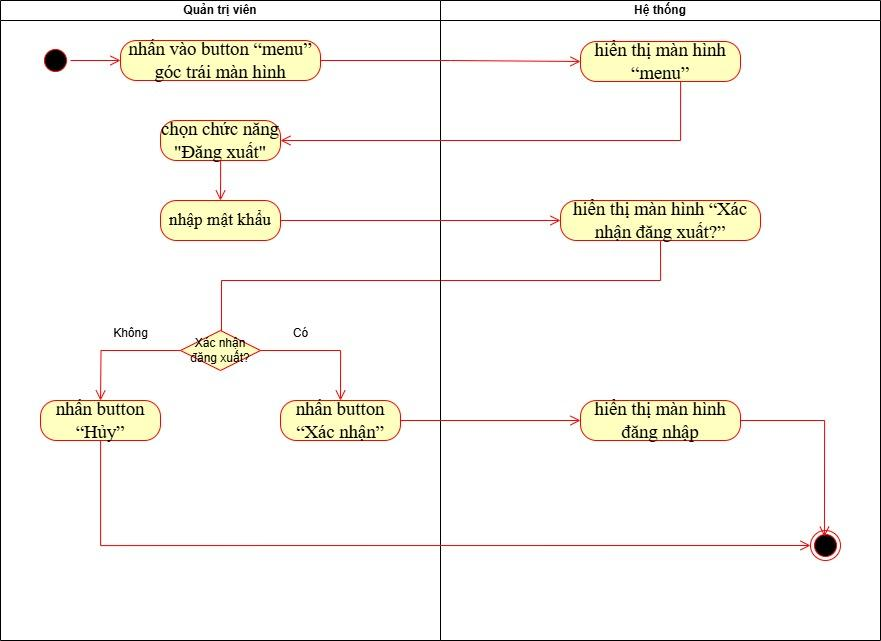 Quản trị viên
Hệ thống
nhấn vào button “menu”
góc trái màn hình
hiển thị màn hình
“menu”
chọn chức năng
"Đăng xuất"
nhập mật khẩu
hiển thị màn hình “Xác
nhận đăng xuất?”
Không
Xác nhận
đăng xuất?
Có
nhấn button
“Hủy”
nhấn button
“Xác nhận”
hiển thị màn hình
đăng nhập